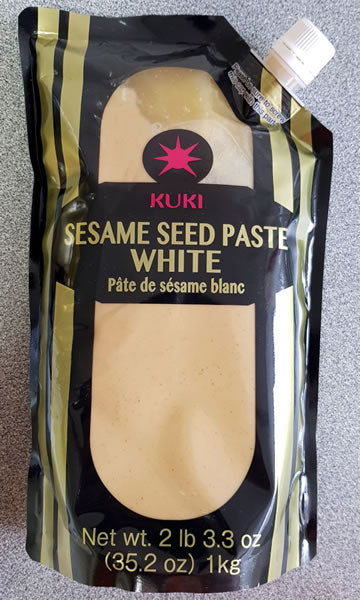 KUKI
SESAME SEED PASTE
WHITE
Pâte de sésame blanc
Net wt. 2 lb 3.3 oz
(35.2 oz) 1kg